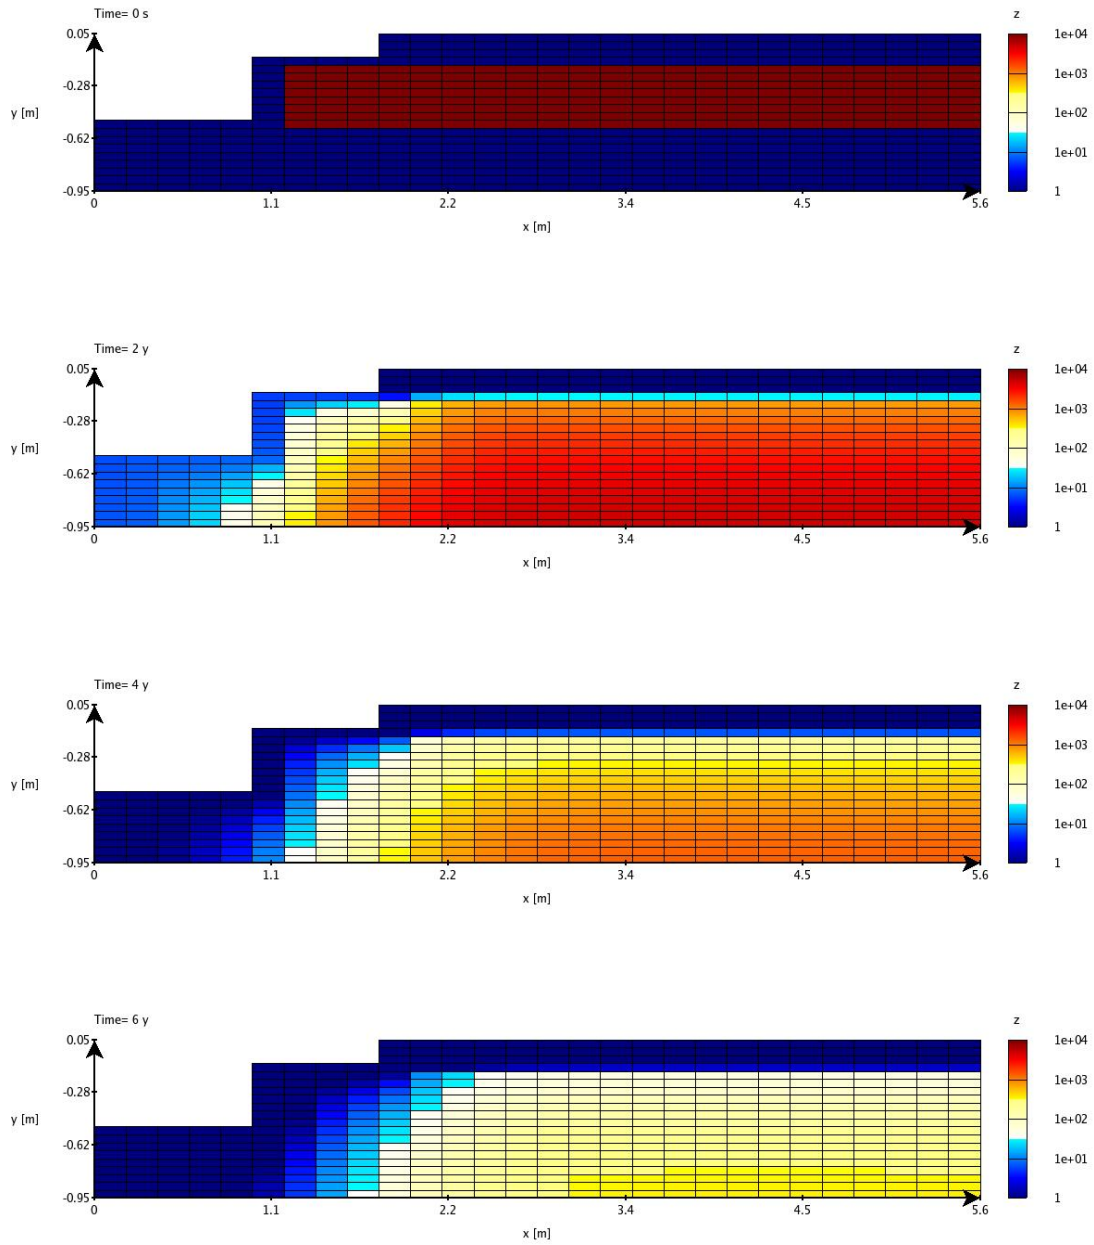 Time= 0 s
z
0.05
-0.28
-0.62
-0.95
y [m]
0 1.1 2.2 3.4 4.5 5.6
x [m]
1e+04
1e+03
1e+02
1e+01
1
Time= 2 y
z
0.05
-0.28
-0.62
-0.95
y [m]
0 1.1 2.2 3.4 4.5 5.6
x [m]
1e+04
1e+03
1e+02
1e+01
1
Time= 4 y
z
0.05
-0.28
-0.62
-0.95
y [m]
0 1.1 2.2 3.4 4.5 5.6
x [m]
1e+04
1e+03
1e+02
1e+01
1
Time= 6 y
z
0.05
-0.28
-0.62
-0.95
y [m]
0 1.1 2.2 3.4 4.5 5.6
x [m]
1e+04
1e+03
1e+02
1e+01
1